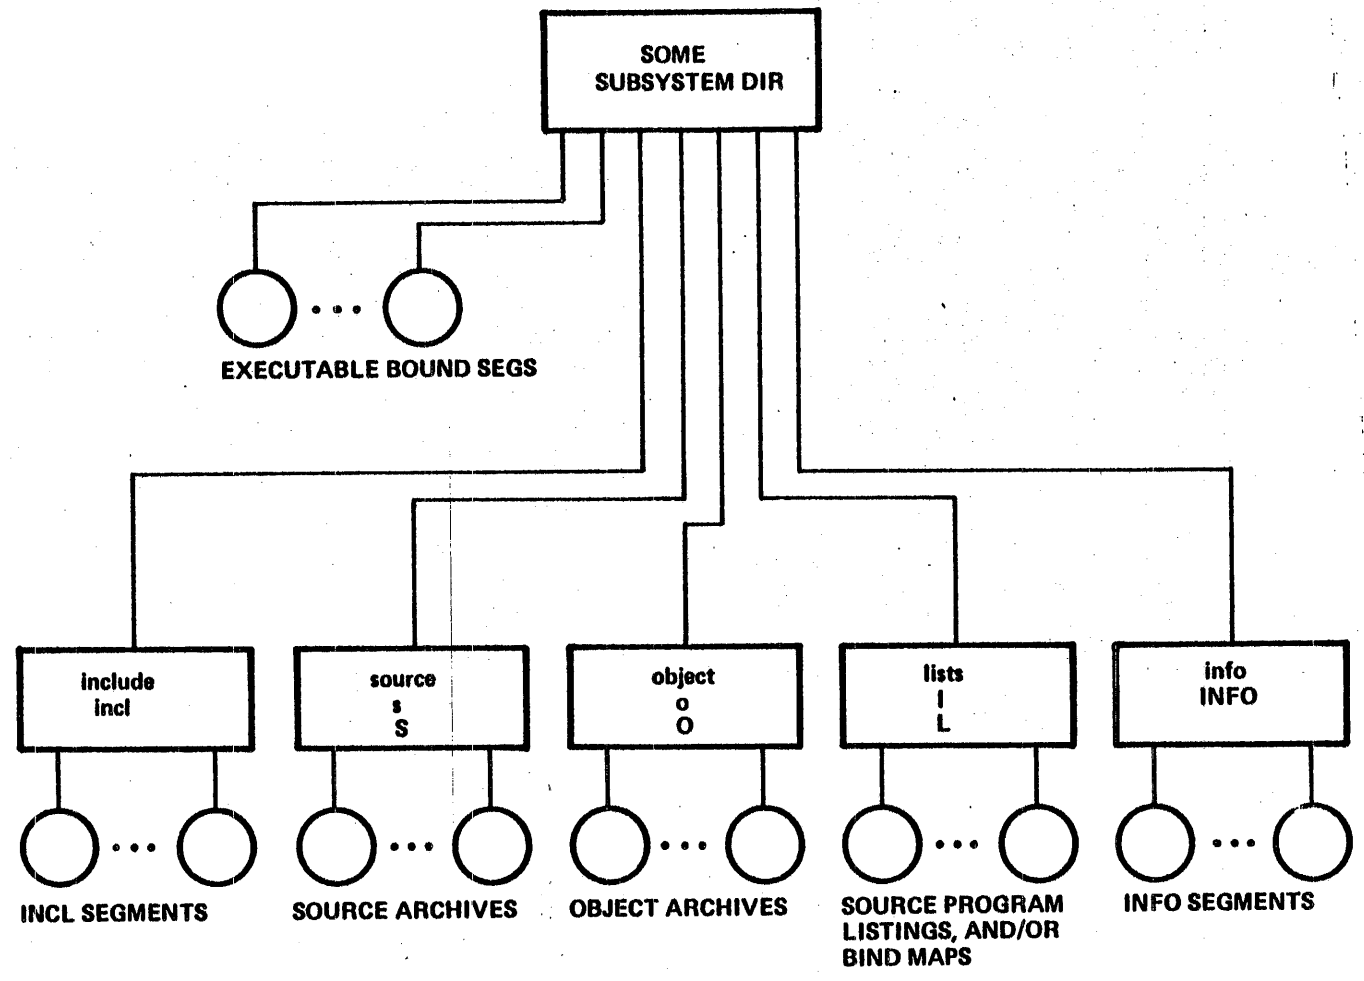 SOME
SUBSYSTEM DIR
EXECUTABLE BOUND SEGS
include
incl
source
s
S
object
o
O
lists
l
L
info
INFO
INCL SEGMENTS
SOURCE ARCHIVES
OBJECT ARCHIVES
SOURCE PROGRAM
LISTINGS, AND/OR
BIND MAPS
INFO SEGMENTS